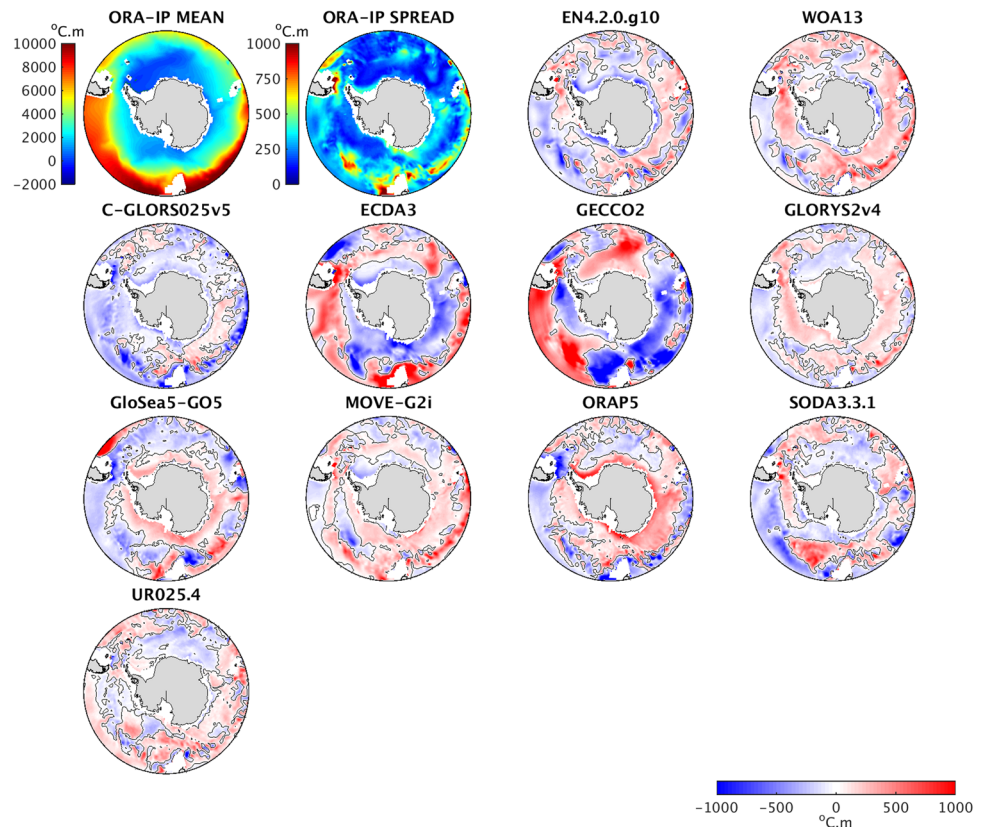 ORA-IP MEAN
ORA-IP SPREAD
EN4.2.0.g10
WOA13
°C.m
10000
8000
6000
4000
2000
0
−2000
°C.m
1000
750
500
250
0
C-GLORS025v5
ECDA3
GECCO2
GLORYS2v4
GloSea5-GO5
MOVE-G2i
ORAP5
SODA3.3.1
UR025.4
−1000 −500 0 500 1000
°C.m